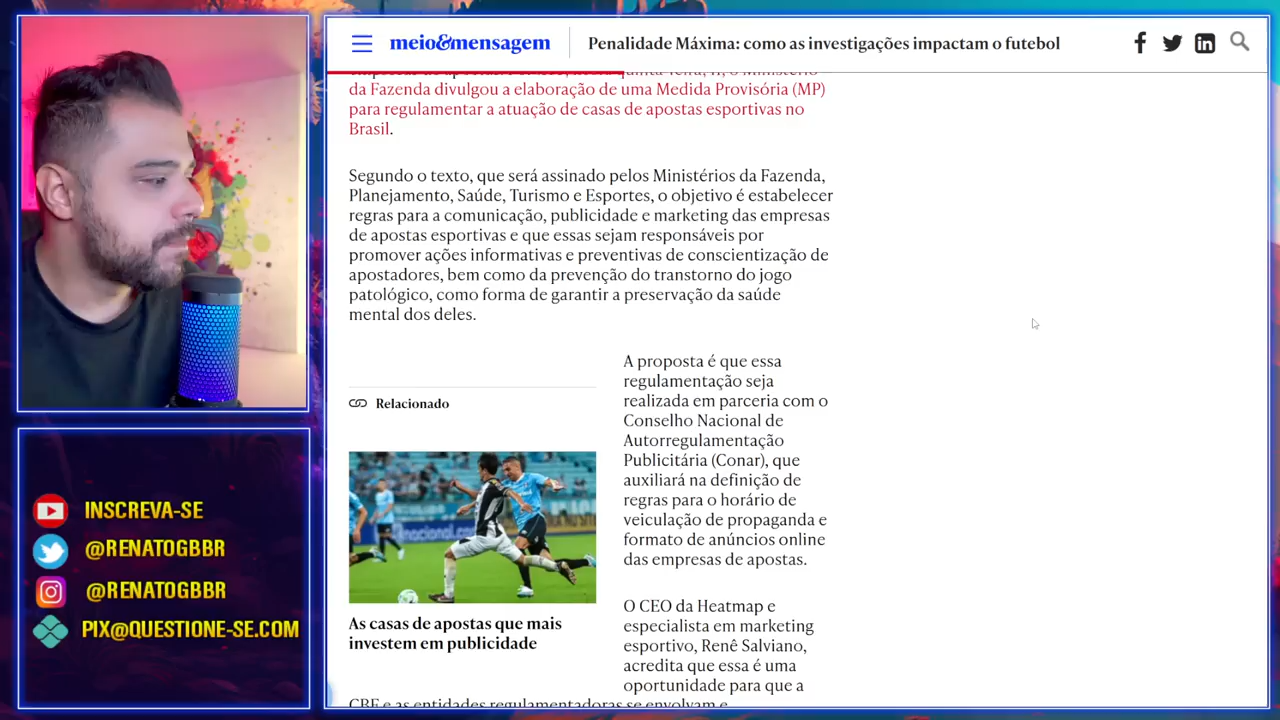 meio&mensagem
Penalidade Máxima: como as investigações impactam o futebol
da Fazenda divulgou a elaboração de uma Medida Provisória (MP)
para regulamentar a atuação de casas de apostas esportivas no
Brasil.
Segundo o texto, que será assinado pelos Ministérios da Fazenda,
Planejamento, Saúde, Turismo e Esportes, o objetivo é estabelecer
regras para a comunicação, publicidade e marketing das empresas
de apostas esportivas e que essas sejam responsáveis por
promover ações informativas e preventivas de conscientização de
apostadores, bem como da prevenção do transtorno do jogo
patológico, como forma de garantir a preservação da saúde
mental dos deles.
Relacionado
As casas de apostas que mais
investem em publicidade
A proposta é que essa
regulamentação seja
realizada em parceria com o
Conselho Nacional de
Autorregulamentação
Publicitária (Conar), que
auxiliará na definição de
regras para o horário de
veiculação de propaganda e
formato de anúncios online
das empresas de apostas.
O CEO da Heatmap e
especialista em marketing
esportivo, Renê Salviano,
acredita que essa é uma
oportunidade para que a
CBF e as entidades regulamentadoras se envolvam e
INSCREVA-SE
@RENATOGBBR
@RENATOGBBR
PIX@QUESTIONE-SE.COM